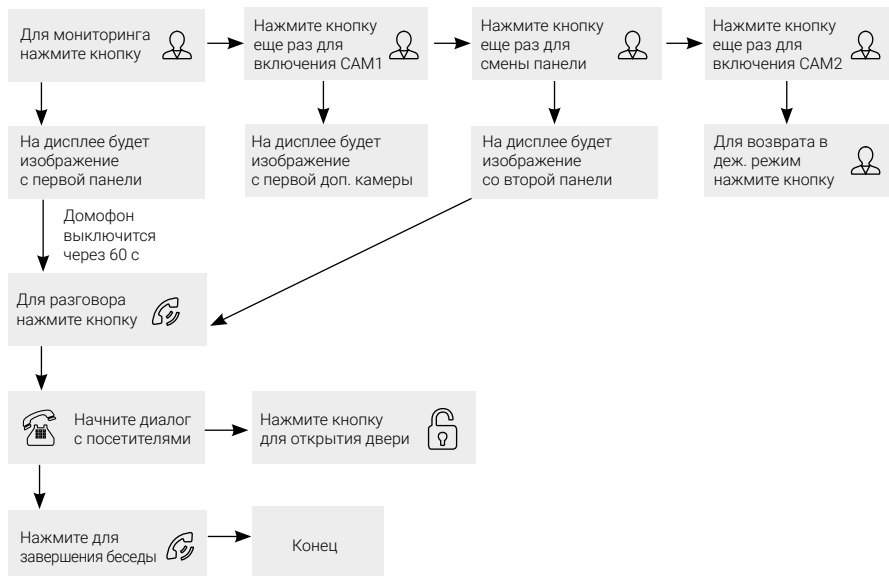 Для мониторинга
нажмите кнопку
Нажмите кнопку
еще раз для
включения CAM1
Нажмите кнопку
еще раз для
смены панели
Нажмите кнопку
еще раз для
включения CAM2
На дисплее будет
изображение
с первой панели
На дисплее будет
изображение
с первой доп. камеры
На дисплее будет
изображение
со второй панели
Для возврата в
деж. режим
нажмите кнопку
Домофон
выключится
через 60 с
Для разговора
нажмите кнопку
Начните диалог
с посетителями
Нажмите кнопку
для открытия двери
Нажмите для
завершения беседы
Конец